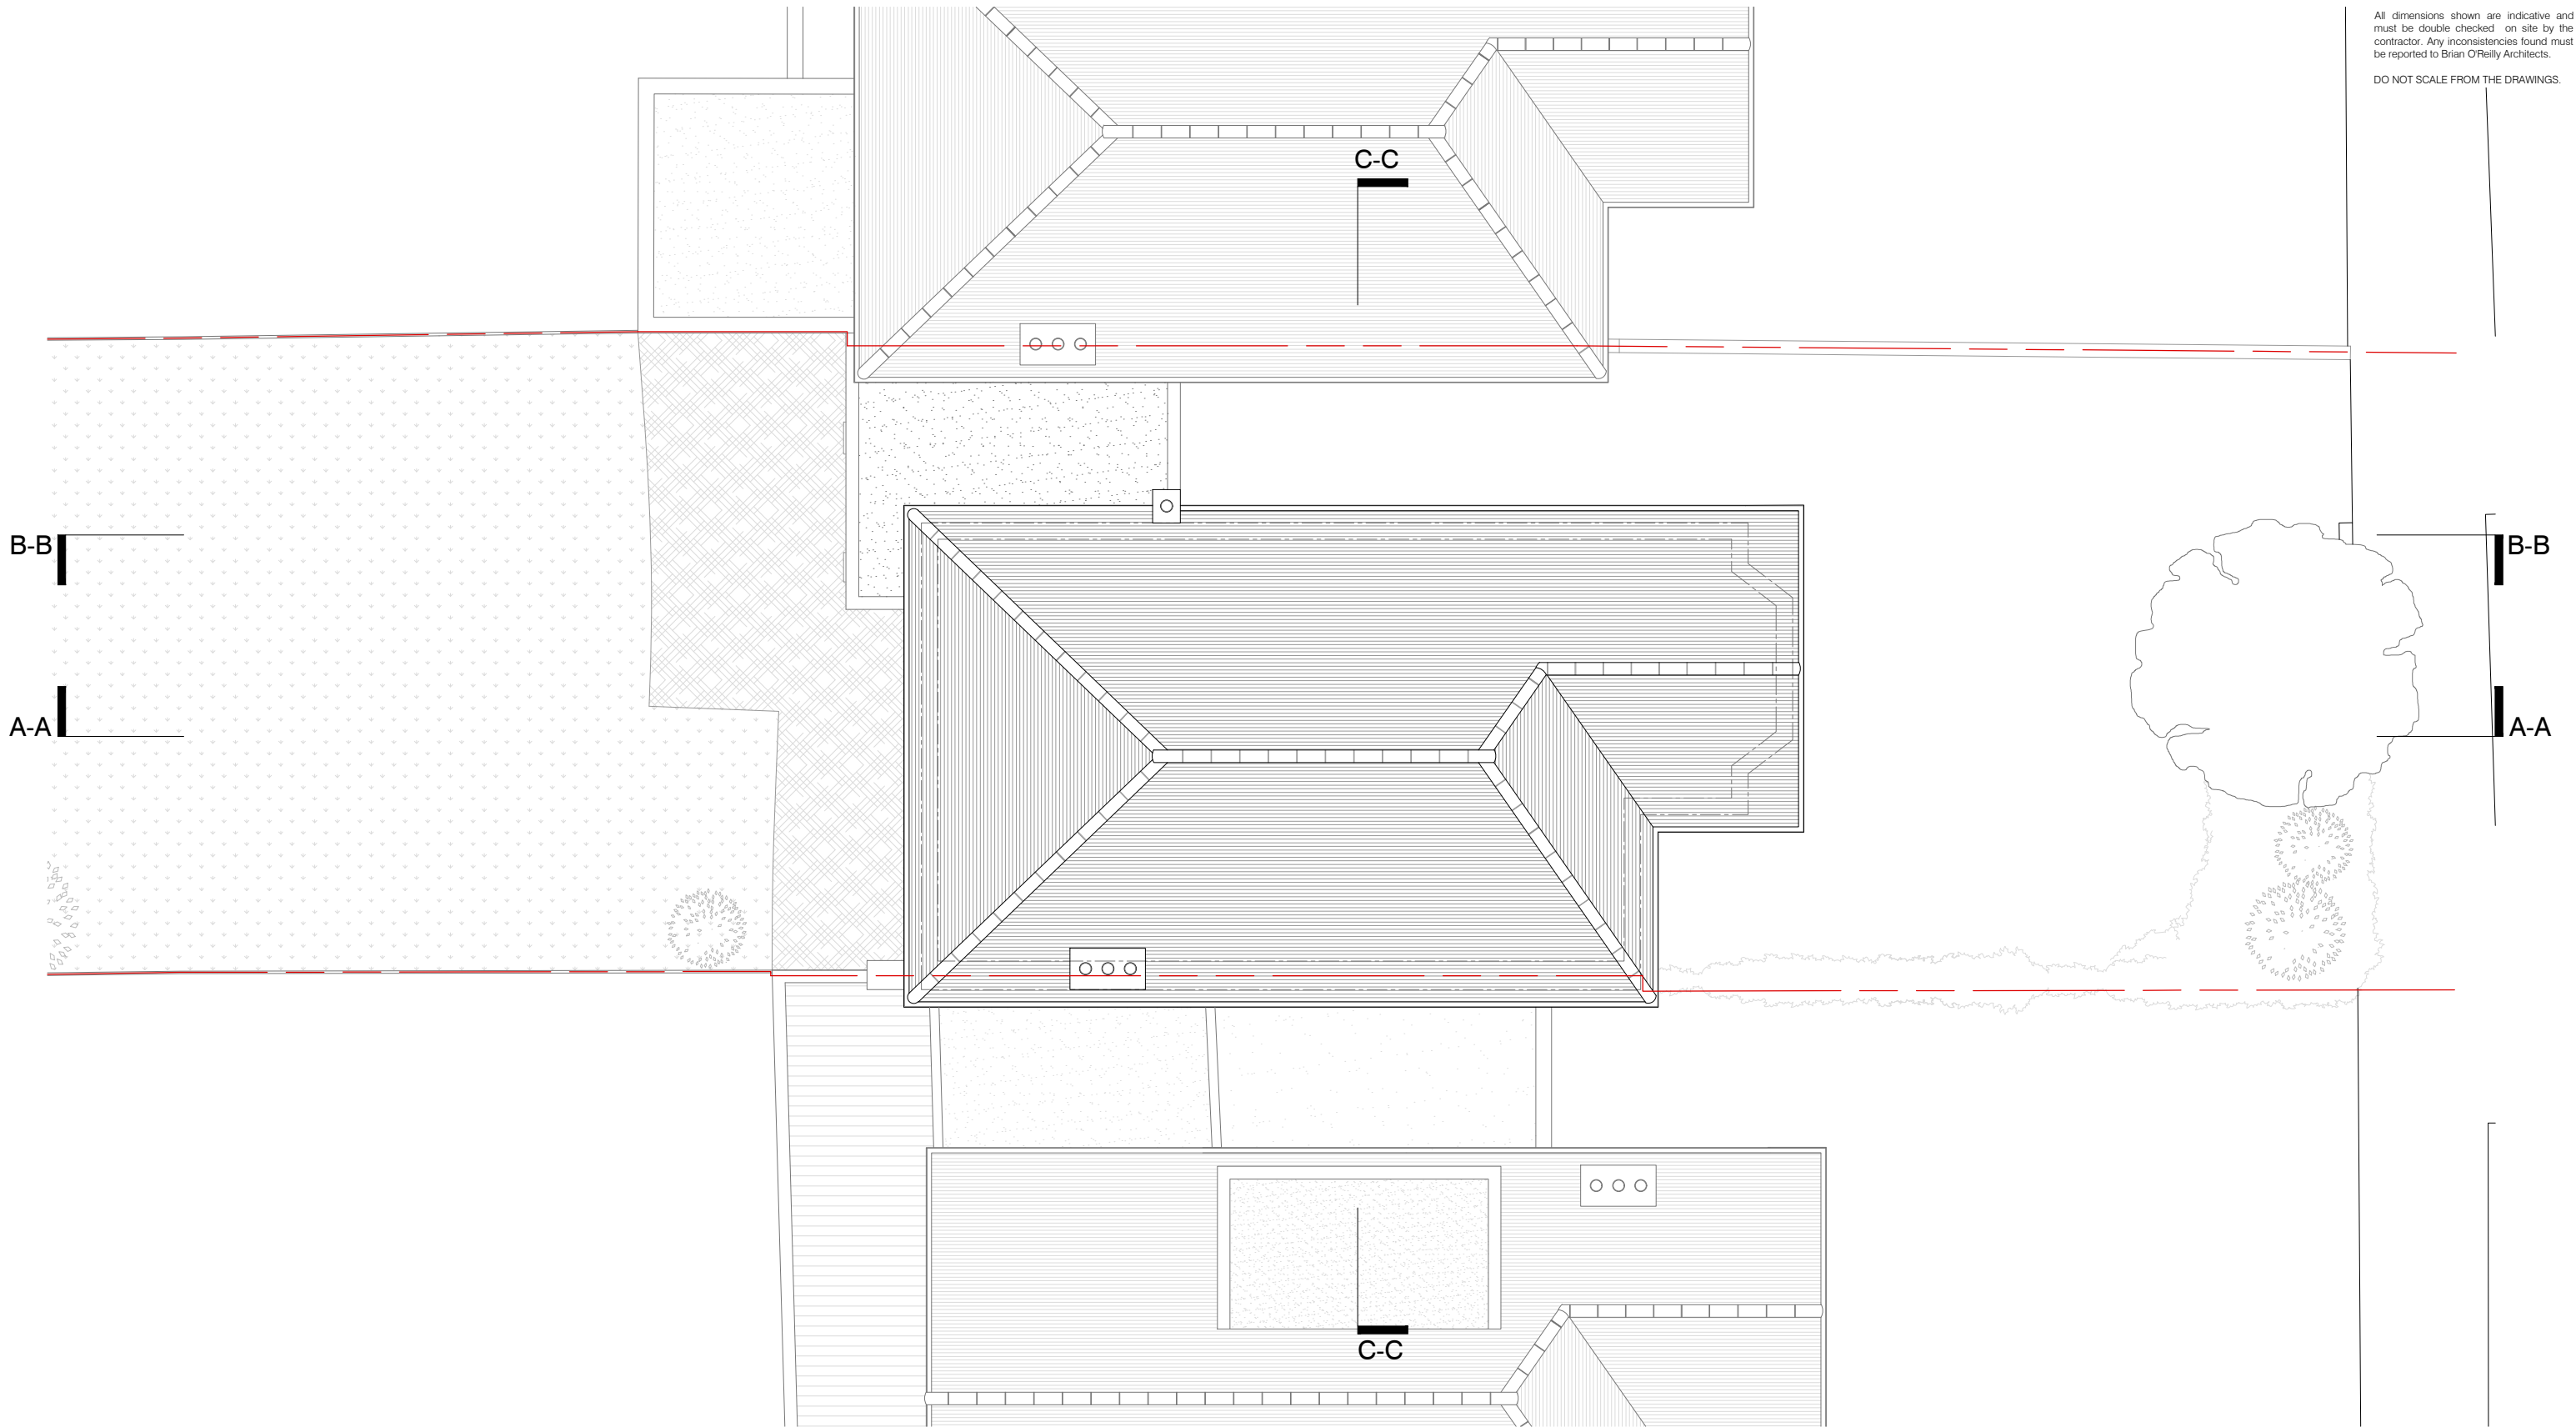 All dimensions shown are indicative and
must be double checked on site by the
contractor. Any inconsistencies found must
be reported to Brian O'Reilly Architects.
DO NOT SCALE FROM THE DRAWINGS.
C-C
B-B
B-B
A-A
A-A
C-C